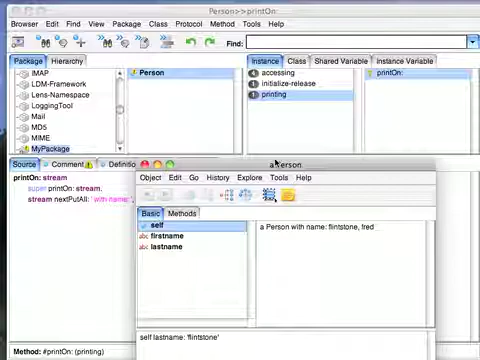 Person>>printOn:
Browser Edit Find View Package Class Protocol Method Tools Help
Find:
Package Hierarchy Instance Class Shared Variable Instance Variable
IMAP
LDM-Framework
Lens-Namespace
LoggingTool
Mail
MD5
MIME
MyPackage
Person
accessing
initialize-release
printing
printOn:
Source Comment Definitio
printOn: stream
super printOn: stream.
stream nextPutAll: ' with name:',
a Person
Object Edit Go History Explore Tools Help
Basic Methods
self
firstname
lastname
a Person with name: flintstone, fred
self lastname: 'flintstone'
Method: #printOn: (printing)